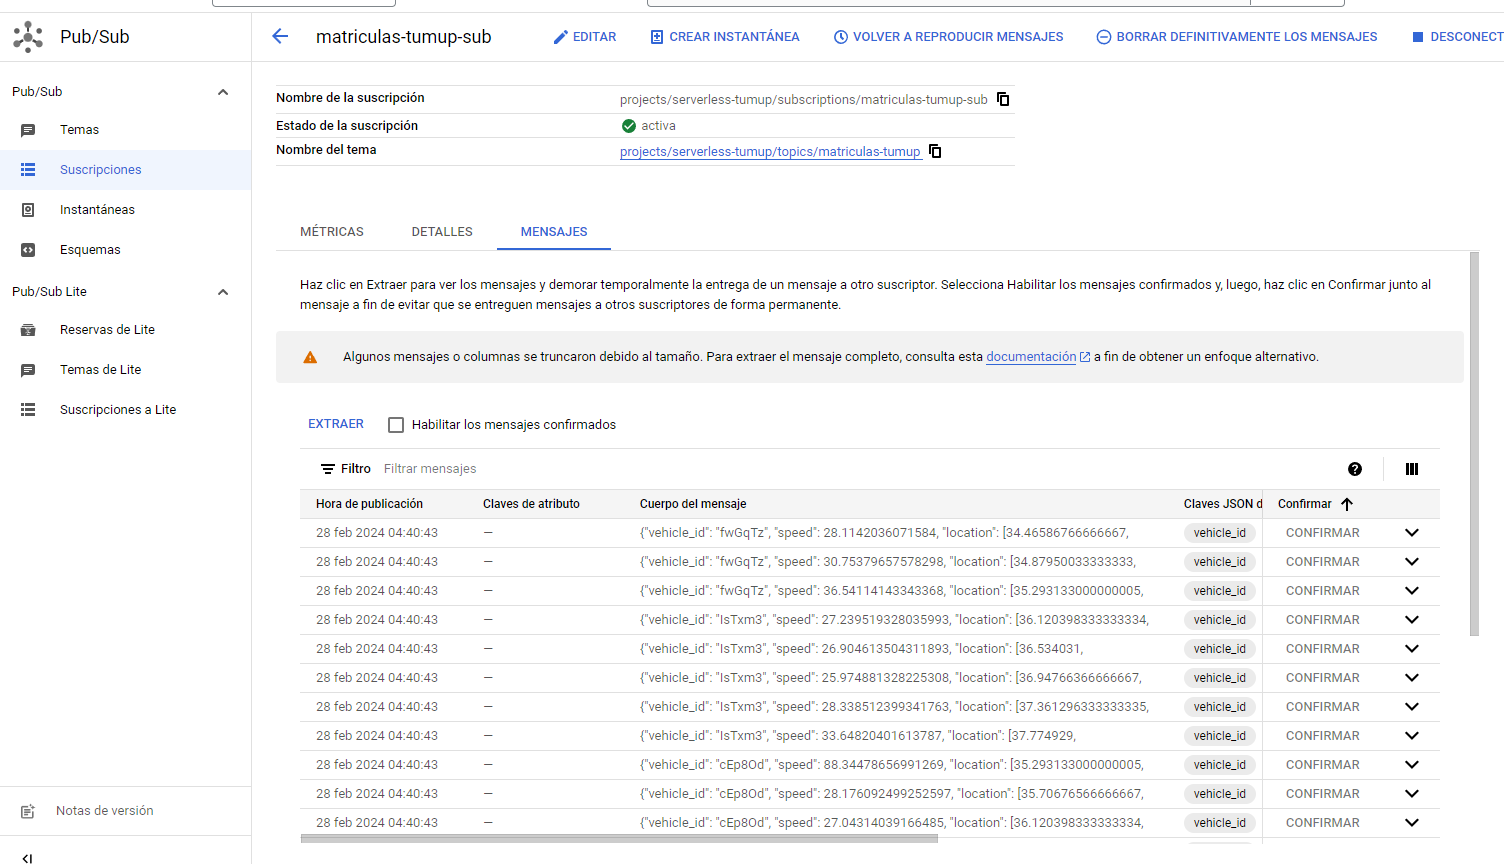 Pub/Sub
matriculas-tumup-sub
EDITAR
CREAR INSTANTÁNEA
VOLVER A REPRODUCIR MENSAJES
BORRAR DEFINITIVAMENTE LOS MENSAJES
DESCONECT
Pub/Sub
Temas
Suscripciones
Instantáneas
Esquemas
Pub/Sub Lite
Reservas de Lite
Temas de Lite
Suscripciones a Lite
Notas de versión
Nombre de la suscripción projects/serverless-tumup/subscriptions/matriculas-tumup-sub
Estado de la suscripción activa
Nombre del tema projects/serverless-tumup/topics/matriculas-tumup
MÉTRICAS DETALLES MENSAJES
Haz clic en Extraer para ver los mensajes y demorar temporalmente la entrega de un mensaje a otro suscriptor. Selecciona Habilitar los mensajes confirmados y, luego, haz clic en Confirmar junto al
mensaje a fin de evitar que se entreguen mensajes a otros suscriptores de forma permanente.
Algunos mensajes o columnas se truncaron debido al tamaño. Para extraer el mensaje completo, consulta esta documentación a fin de obtener un enfoque alternativo.
EXTRAER Habilitar los mensajes confirmados
Filtro Filtrar mensajes
Hora de publicación Claves de atributo Cuerpo del mensaje Claves JSON d Confirmar
28 feb 2024 04:40:43 — {"vehicle_id": "fwGqTz", "speed": 28.1142036071584, "location": [34.46586766666667, vehicle_id CONFIRMAR
28 feb 2024 04:40:43 — {"vehicle_id": "fwGqTz", "speed": 30.75379657578298, "location": [34.87950033333333, vehicle_id CONFIRMAR
28 feb 2024 04:40:43 — {"vehicle_id": "fwGqTz", "speed": 36.54114143343368, "location": [35.293133000000005, vehicle_id CONFIRMAR
28 feb 2024 04:40:43 — {"vehicle_id": "IsTxm3", "speed": 27.239519328035993, "location": [36.120398333333334, vehicle_id CONFIRMAR
28 feb 2024 04:40:43 — {"vehicle_id": "IsTxm3", "speed": 26.904613504311893, "location": [36.534031, vehicle_id CONFIRMAR
28 feb 2024 04:40:43 — {"vehicle_id": "IsTxm3", "speed": 25.974881328225308, "location": [36.94766366666667, vehicle_id CONFIRMAR
28 feb 2024 04:40:43 — {"vehicle_id": "IsTxm3", "speed": 28.338512399341763, "location": [37.361296333333335, vehicle_id CONFIRMAR
28 feb 2024 04:40:43 — {"vehicle_id": "IsTxm3", "speed": 33.64820401613787, "location": [37.774929, vehicle_id CONFIRMAR
28 feb 2024 04:40:43 — {"vehicle_id": "cEp8Od", "speed": 88.34478656991269, "location": [35.293133000000005, vehicle_id CONFIRMAR
28 feb 2024 04:40:43 — {"vehicle_id": "cEp8Od", "speed": 28.176092499252597, "location": [35.70676566666667, vehicle_id CONFIRMAR
28 feb 2024 04:40:43 — {"vehicle_id": "cEp8Od", "speed": 27.04314039166485, "location": [36.120398333333334, vehicle_id CONFIRMAR